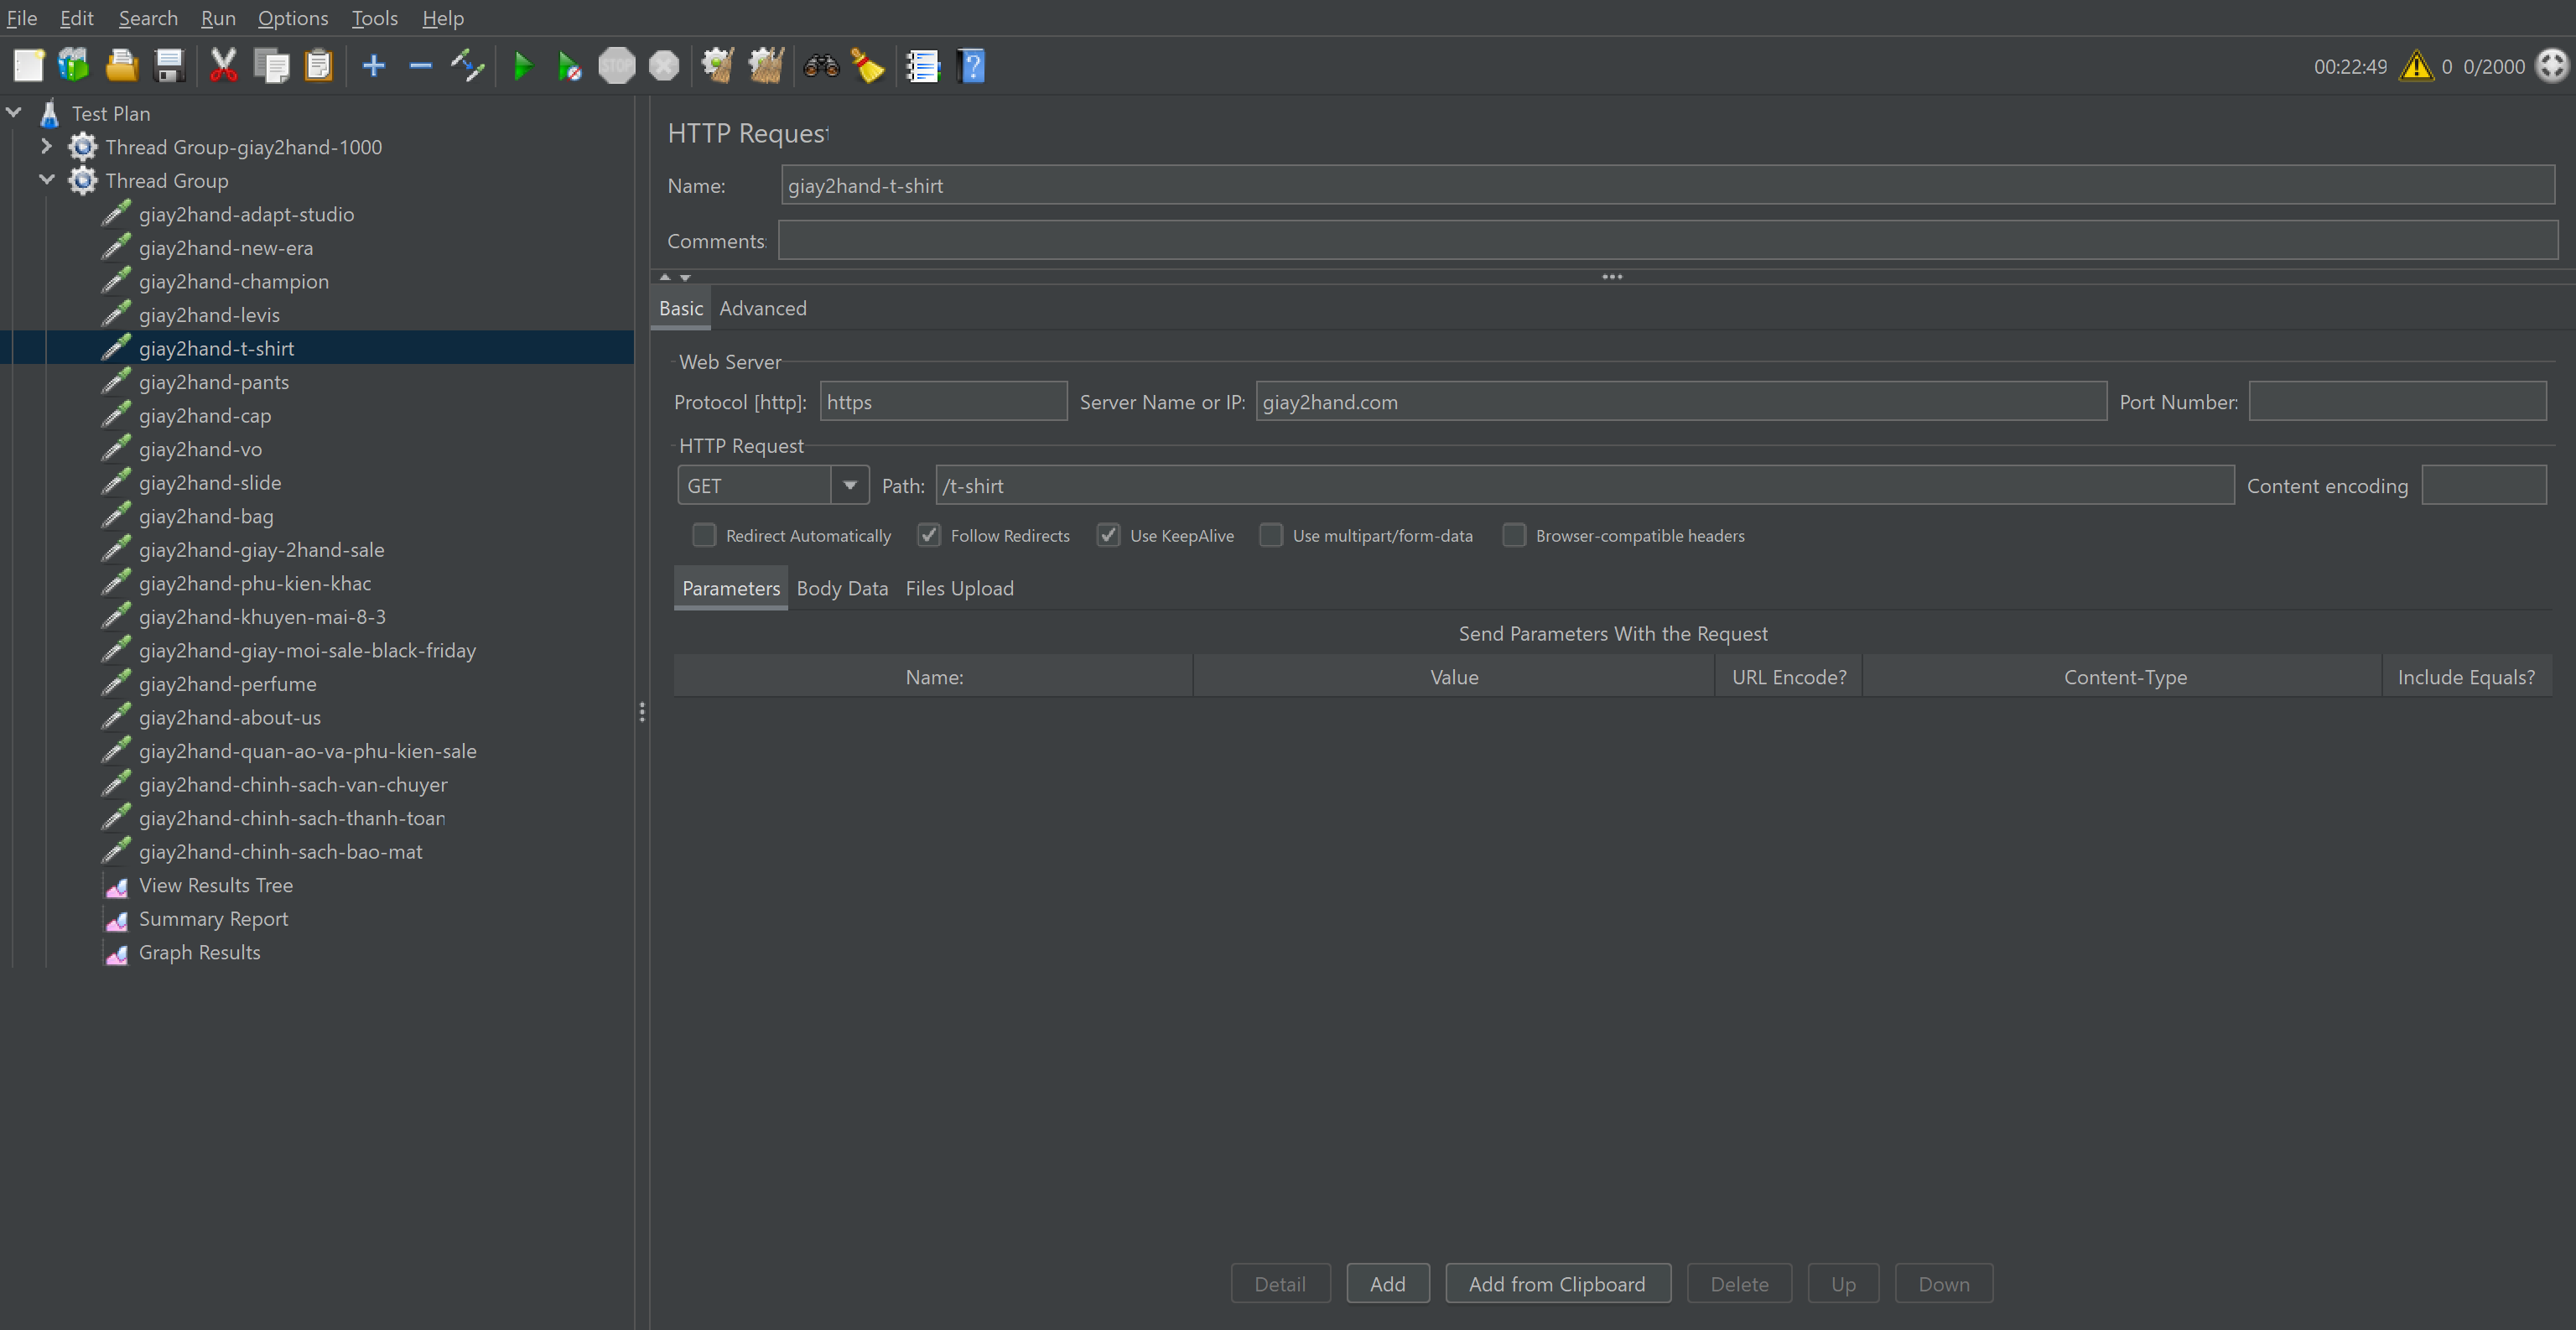 File Edit Search Run Options Tools Help
00:22:49 0 0/2000
Test Plan
Thread Group-giay2hand-1000
Thread Group
giay2hand-adapt-studio
giay2hand-new-era
giay2hand-champion
giay2hand-levis
giay2hand-t-shirt
giay2hand-pants
giay2hand-cap
giay2hand-vo
giay2hand-slide
giay2hand-bag
giay2hand-giay-2hand-sale
giay2hand-phu-kien-khac
giay2hand-khuyen-mai-8-3
giay2hand-giay-moi-sale-black-friday
giay2hand-perfume
giay2hand-about-us
giay2hand-quan-ao-va-phu-kien-sale
giay2hand-chinh-sach-van-chuyer
giay2hand-chinh-sach-thanh-toan
giay2hand-chinh-sach-bao-mat
View Results Tree
Summary Report
Graph Results
HTTP Request
Name: giay2hand-t-shirt
Comments:
Basic Advanced
Web Server
Protocol [http]: https Server Name or IP: giay2hand.com Port Number:
HTTP Request
GET Path: /t-shirt Content encoding
Redirect Automatically Follow Redirects Use KeepAlive Use multipart/form-data Browser-compatible headers
Parameters Body Data Files Upload
Send Parameters With the Request
Name: Value URL Encode? Content-Type Include Equals?
Detail Add Add from Clipboard Delete Up Down